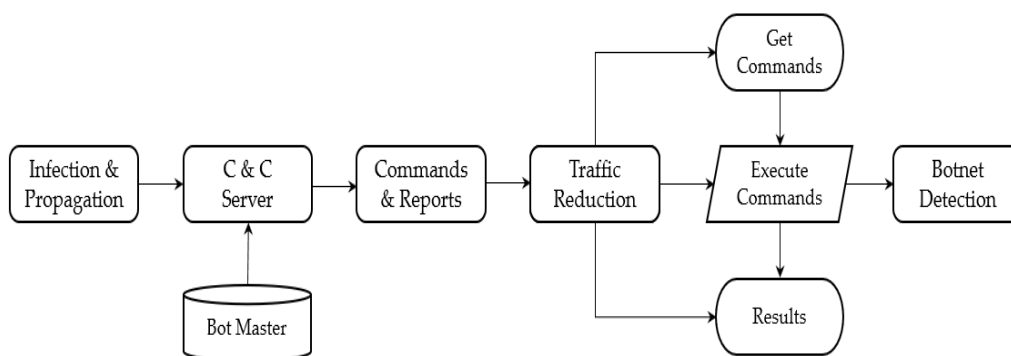 Get
Commands
Infection &
Propagation
C & C
Server
Commands
& Reports
Traffic
Reduction
Execute
Commands
Botnet
Detection
Bot Master
Results